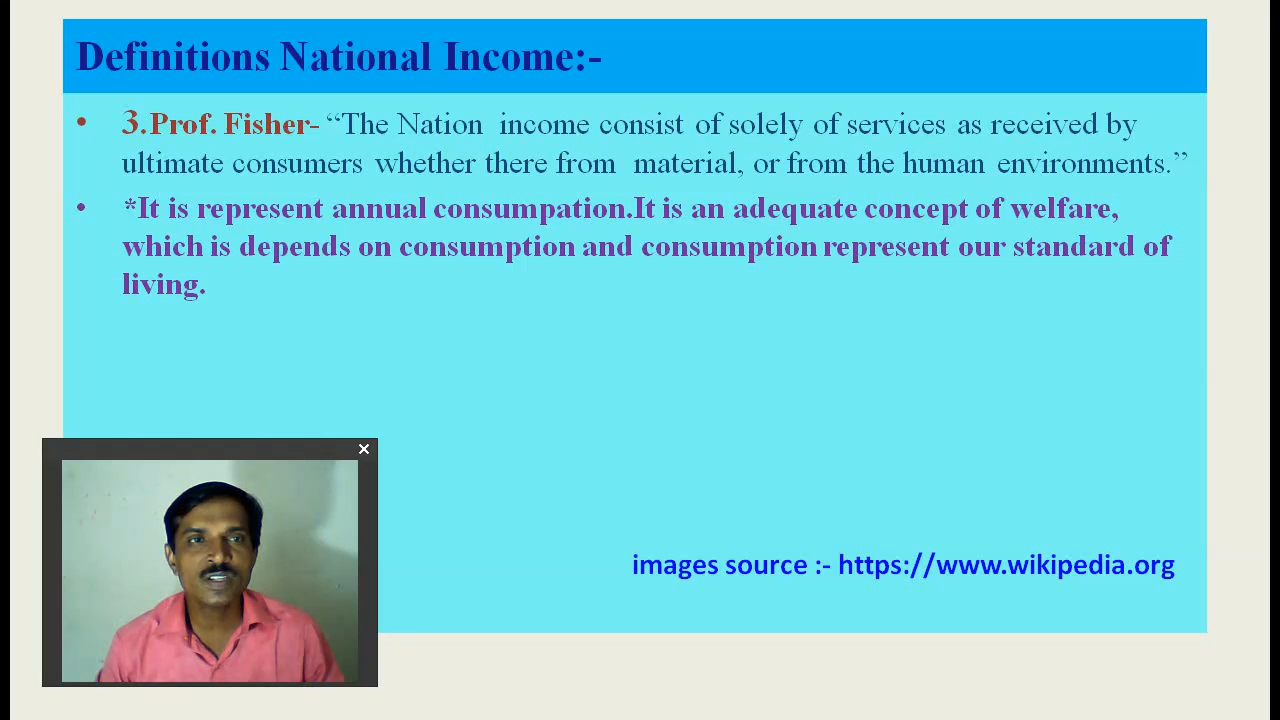 Definitions National Income:-
• 3.Prof. Fisher- “The Nation income consist of solely of services as received by
ultimate consumers whether there from material, or from the human environments.”
• *It is represent annual consumpation.It is an adequate concept of welfare,
which is depends on consumption and consumption represent our standard of
living.
images source :- https://www.wikipedia.org